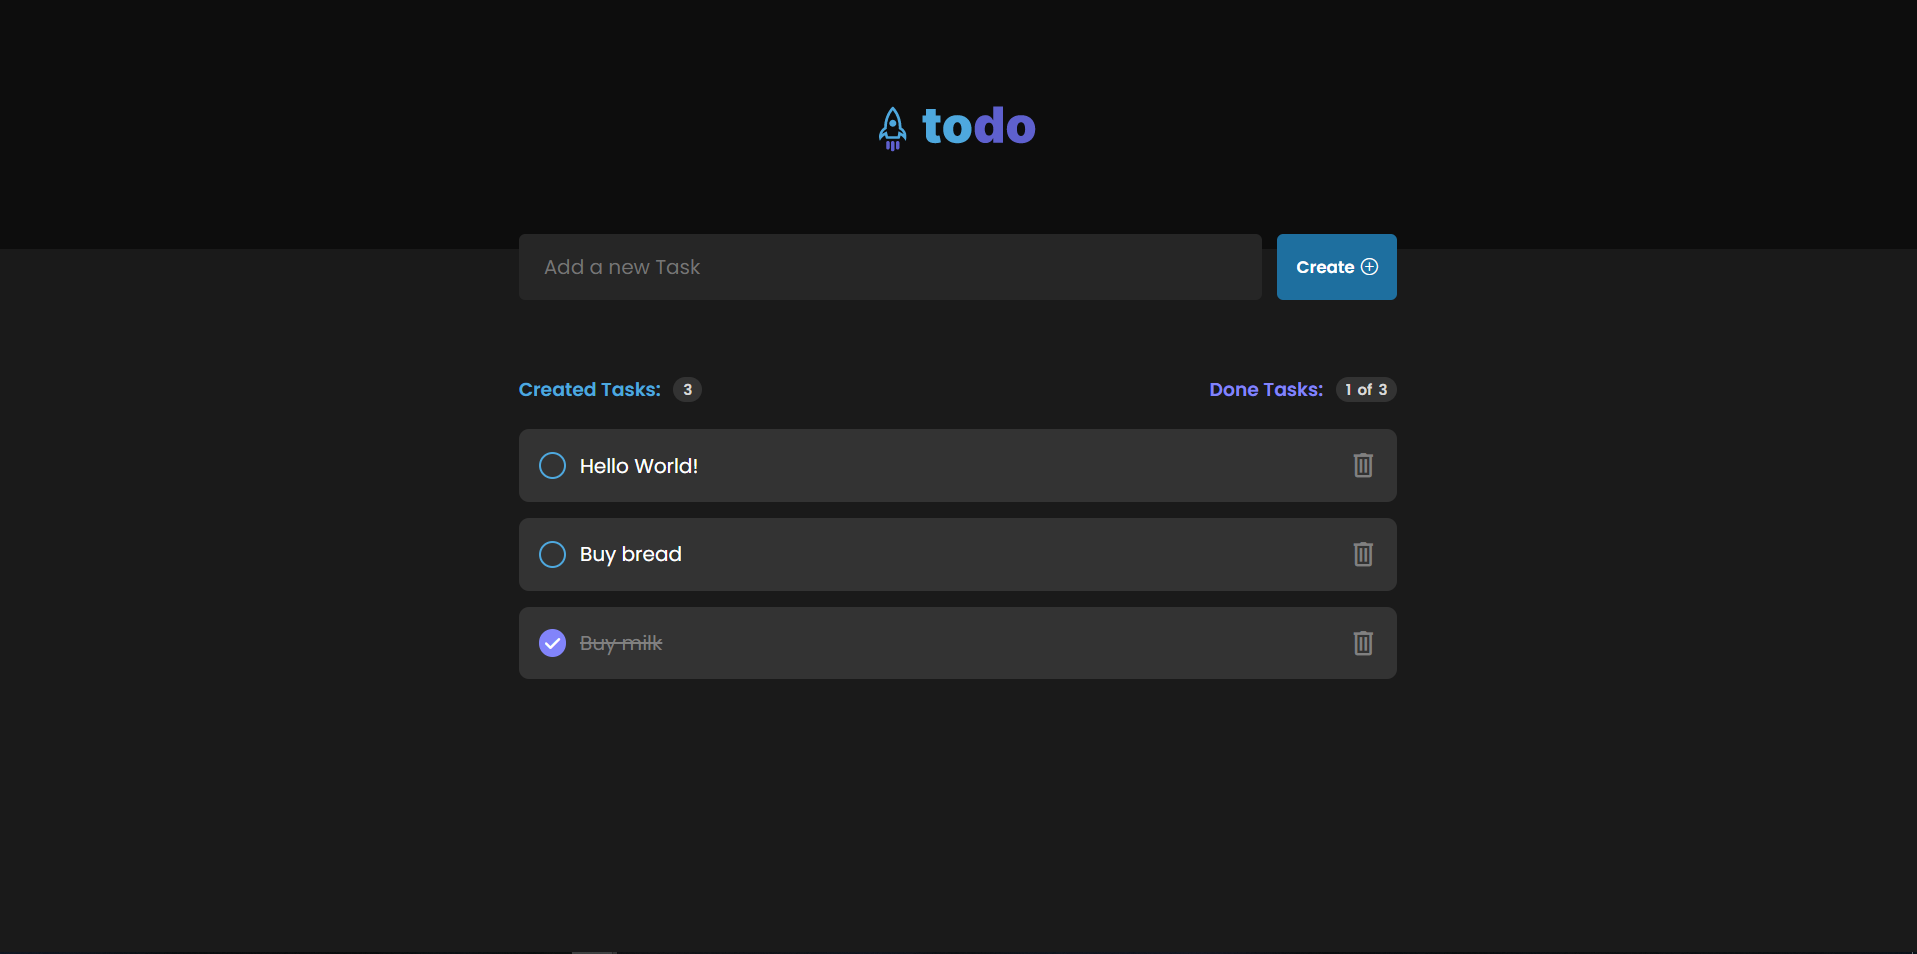 todo
Add a new Task
Create
Created Tasks: 3
Done Tasks: 1 of 3
Hello World!
Buy bread
Buy milk